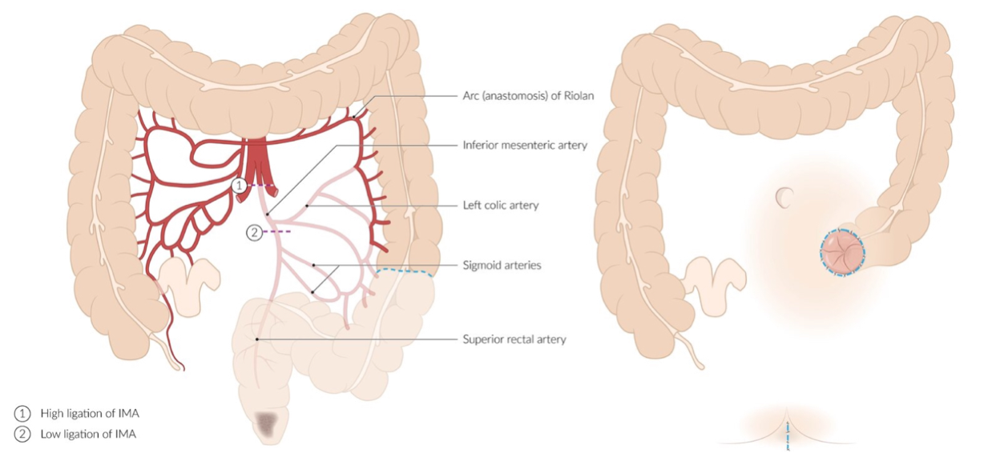 Arc (anastomosis) of Riolan
Inferior mesenteric artery
1
Left colic artery
2
Sigmoid arteries
Superior rectal artery
1 High ligation of IMA
2 Low ligation of IMA